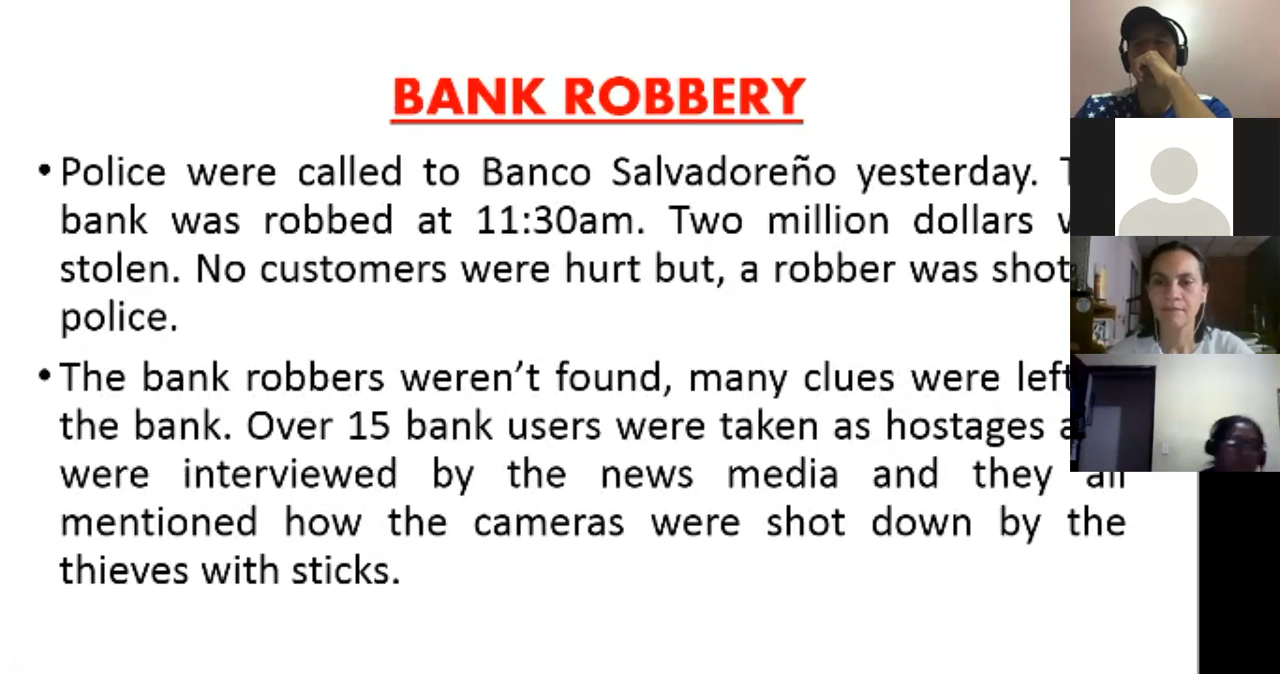 BANK ROBBERY
• Police were called to Banco Salvadoreño yesterday.
bank was robbed at 11:30am. Two million dollars
stolen. No customers were hurt but, a robber was shot
police.
• The bank robbers weren’t found, many clues were left
the bank. Over 15 bank users were taken as hostages
were interviewed by the news media and they all
mentioned how the cameras were shot down by the
thieves with sticks.